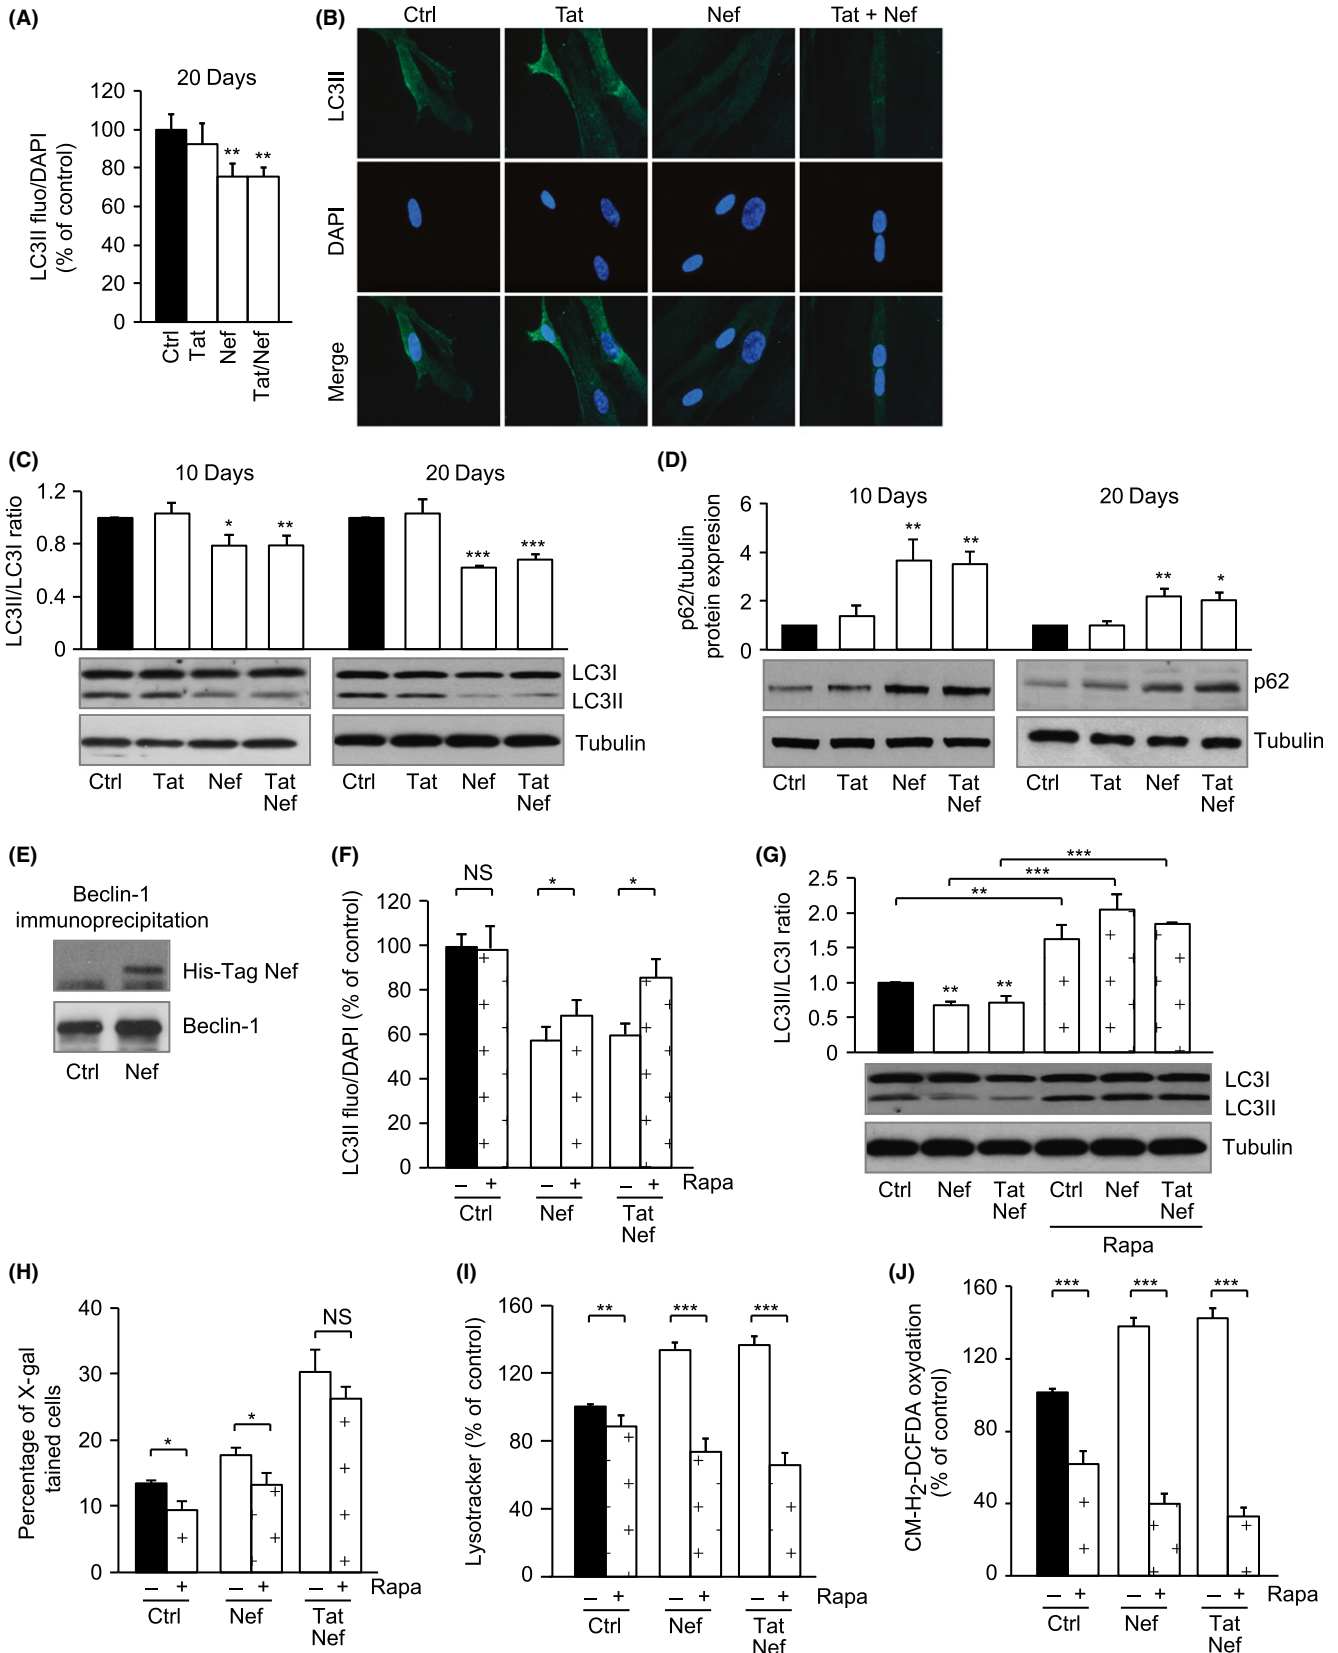 (A)
20 Days
LC3II fluo/DAPI
(% of control)
120
100
80
60
40
20
0
** **
Ctrl
Tat
Nef
Tat/Nef
(B)
Ctrl Tat Nef Tat + Nef
LC3II
DAPI
Merge
(C)
10 Days 20 Days
LC3II/LC3I ratio
1.2
0.8
0.4
0
* ** *** ***
LC3I
LC3II
Tubulin
Ctrl Tat Nef Tat Ctrl Tat Nef Tat
Nef Nef
(D)
10 Days 20 Days
p62/tubulin
protein expresion
6
4
2
0
** ** ** *
p62
Tubulin
Ctrl Tat Nef Tat Ctrl Tat Nef Tat
Nef Nef
(E)
Beclin-1
immunoprecipitation
His-Tag Nef
Beclin-1
Ctrl Nef
(F)
NS * *
LC3II fluo/DAPI (% of control)
120
100
80
60
40
20
0
– + – + – + Rapa
Ctrl Nef Tat
Nef
(G)
***
***
**
LC3II/LC3I ratio
2.5
2.0
1.5
1.0
0.5
0
** **
LC3I
LC3II
Tubulin
Ctrl Nef Tat Ctrl Nef Tat
Nef Nef
Rapa
(H)
Percentage of X-gal
tained cells
40
30
20
10
0
* * NS
– + – + – + Rapa
Ctrl Nef Tat
Nef
(I)
Lysotracker (% of control)
160
120
80
40
0
** *** ***
– + – + – + Rapa
Ctrl Nef Tat
Nef
(J)
CM-H2-DCFDA oxydation
(% of control)
160
120
80
40
0
*** *** ***
– + – + – + Rapa
Ctrl Nef Tat
Nef